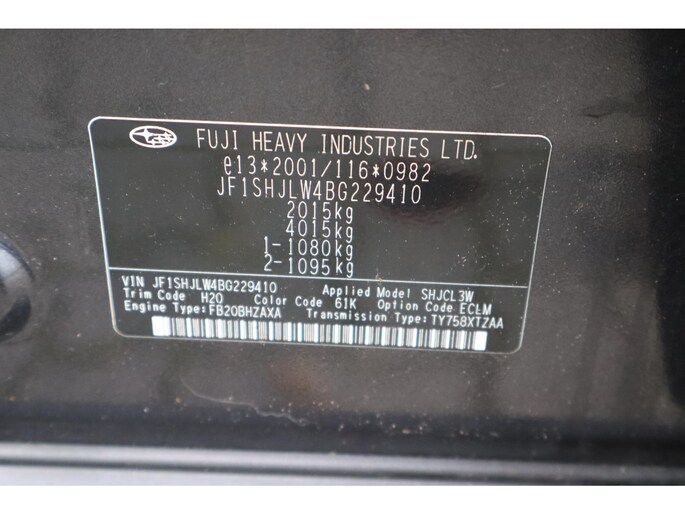 FUJI HEAVY INDUSTRIES LTD.
e13*2001/116*0982
JF1SHJLW4BG229410
2015kg
4015kg
1-1080kg
2-1095kg
VIN JF1SHJLW4BG229410 Applied Model SHJCL3W
Trim Code H20 Color Code 61K Option Code ECLM
Engine Type:FB20BHZAXA Transmission Type:TY758XTZAA